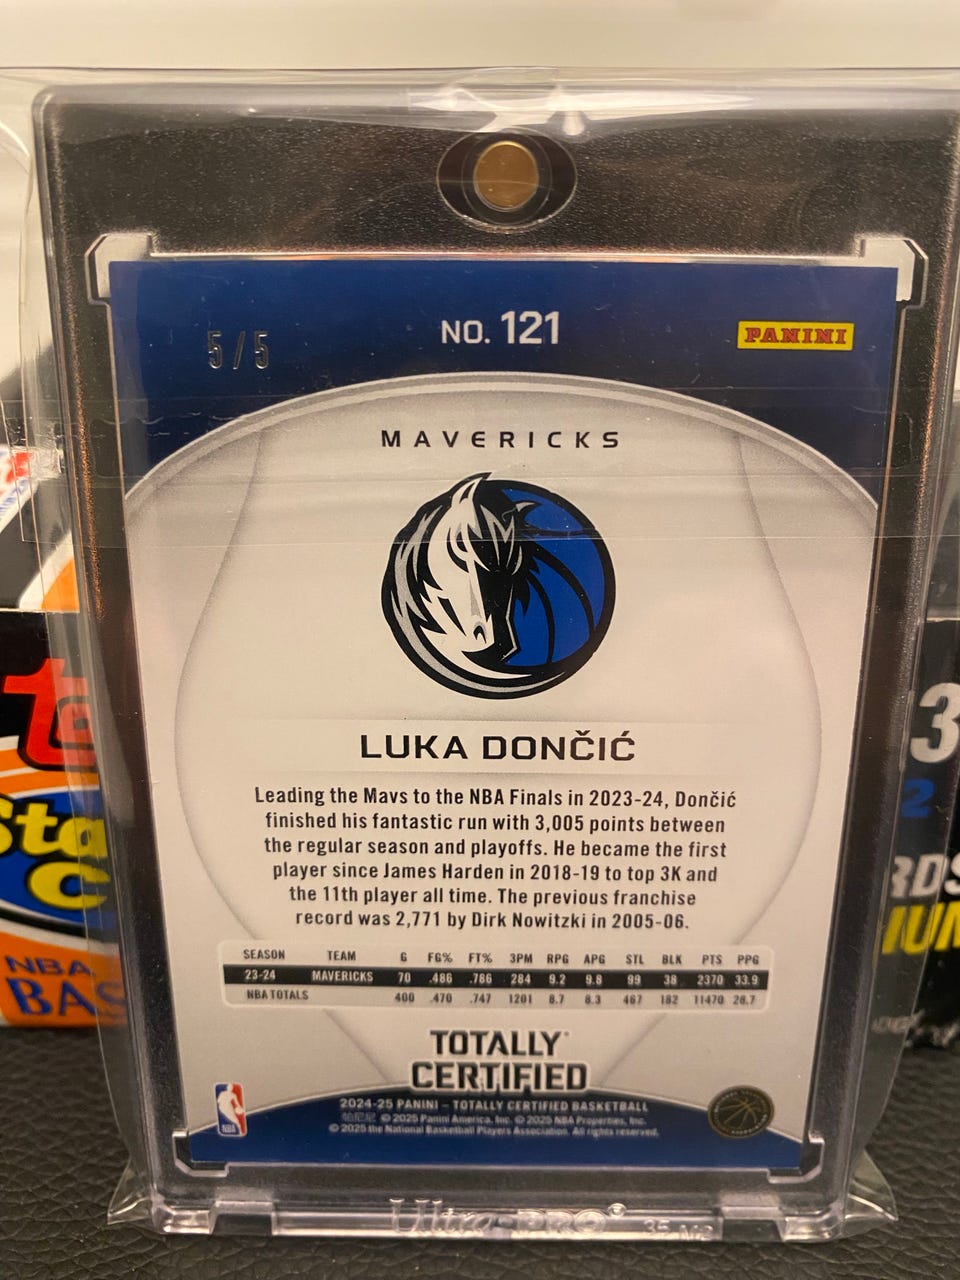 5/5
NO. 121
PANINI
MAVERICKS
LUKA DONČIĆ
Leading the Mavs to the NBA Finals in 2023-24, Dončić
finished his fantastic run with 3,005 points between
the regular season and playoffs. He became the first
player since James Harden in 2018-19 to top 3K and
the 11th player all time. The previous franchise
record was 2,771 by Dirk Nowitzki in 2005-06.
SEASON TEAM G FG% FT% 3PM RPG APG STL BLK PTS PPG
23-24 MAVERICKS 70 .486 .786 284 9.2 9.8 99 38 2370 33.9
NBA TOTALS 400 .470 .747 1201 8.7 8.3 467 182 11470 28.7
TOTALLY
CERTIFIED
2024-25 PANINI – TOTALLY CERTIFIED BASKETBALL
© 2025 Panini America, Inc. © 2025 NBA Properties, Inc.
© 2025 the National Basketball Players Association. All rights reserved.
NBA
Ultra·PRO®
NBA
BAS